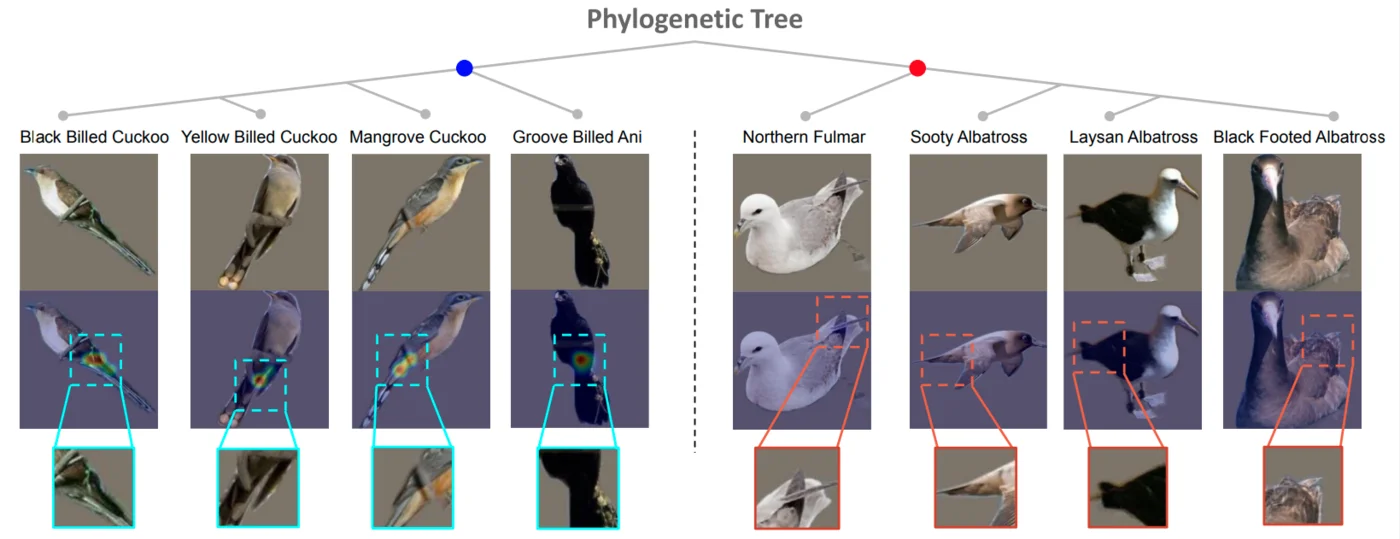 Phylogenetic Tree
Black Billed Cuckoo
Yellow Billed Cuckoo
Mangrove Cuckoo
Groove Billed Ani
Northern Fulmar
Sooty Albatross
Laysan Albatross
Black Footed Albatross